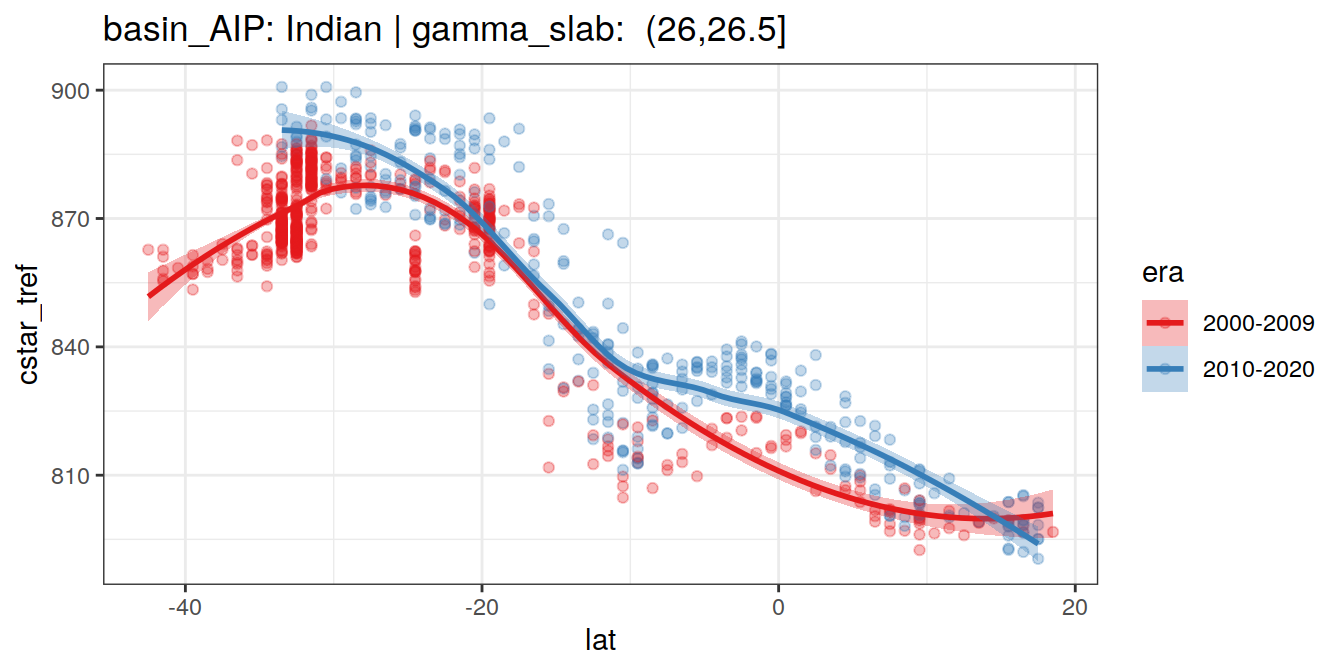 basin_AIP: Indian | gamma_slab:  (26,26.5]
900
870
840
810
cstar_tref
-40
-20
0
20
lat
era
2000-2009
2010-2020